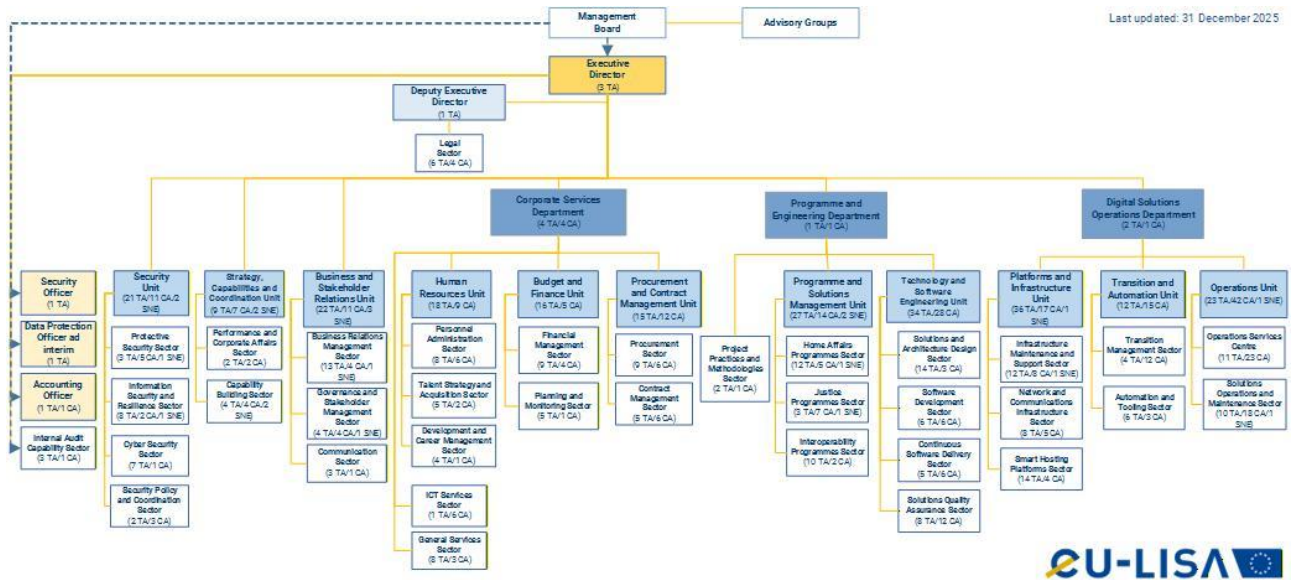 Management
Board
Advisory Groups
Last updated: 31 December 2025
Executive
Director
(3 TA)
Deputy Executive
Director
(1 TA)
Legal
Sector
(6 TA/4 CA)
Corporate Services
Department
(4 TA/4 CA)
Programme and
Engineering Department
(1 TA/1 CA)
Digital Solutions
Operations Department
(2 TA/1 CA)
Security
Officer
(1 TA)
Data Protection
Officer ad
interim
(1 TA)
Accounting
Officer
(1 TA/1 CA)
Internal Audit
Capability Sector
(3 TA/1 CA)
Security
Unit
(21 TA/11 CA/2
SNE)
Protective
Security Sector
(3 TA/5 CA/1 SNE)
Information
Security and
Resilience Sector
(8 TA/2 CA/1 SNE)
Cyber Security
Sector
(7 TA/1 CA)
Security Policy
and Coordination
Sector
(2 TA/3 CA)
Strategy,
Capabilities and
Coordination Unit
(9 TA/7 CA/2 SNE)
Performance and
Corporate Affairs
Sector
(2 TA/2 CA)
Capability
Building Sector
(4 TA/4 CA/2
SNE)
Business and
Stakeholder
Relations Unit
(22 TA/11 CA/3
SNE)
Business Relations
Management
Sector
(13 TA/4 CA/1
SNE)
Governance and
Stakeholder
Management
Sector
(4 TA/4 CA/1 SNE)
Communication
Sector
(3 TA/1 CA)
Human
Resources Unit
(18 TA/9 CA)
Personnel
Administration
Sector
(8 TA/6 CA)
Talent Strategy and
Acquisition Sector
(5 TA/2 CA)
Development and
Career Management
Sector
(4 TA/1 CA)
ICT Services
Sector
(1 TA/6 CA)
General Services
Sector
(8 TA/3 CA)
Budget and
Finance Unit
(16 TA/5 CA)
Financial
Management
Sector
(9 TA/4 CA)
Planning and
Monitoring Sector
(5 TA/1 CA)
Procurement
and Contract
Management Unit
(15 TA/12 CA)
Procurement
Sector
(9 TA/6 CA)
Contract
Management Sector
(5 TA/6 CA)
Project
Practices and
Methodologies Sector
(2 TA/1 CA)
Programme and
Solutions
Management Unit
(27 TA/14 CA/2 SNE)
Home Affairs
Programmes Sector
(12 TA/5 CA/1 SNE)
Justice
Programmes Sector
(3 TA/7 CA/1 SNE)
Interoperability
Programmes Sector
(10 TA/2 CA)
Technology and
Software
Engineering Unit
(34 TA/28 CA)
Solutions and
Architecture Design
Sector
(14 TA/3 CA)
Software
Development
Sector
(6 TA/6 CA)
Continuous
Software Delivery
Sector
(5 TA/6 CA)
Solutions Quality
Assurance Sector
(8 TA/12 CA)
Platforms and
Infrastructure
Unit
(36 TA/17 CA/1
SNE)
Infrastructure
Maintenance and
Support Sector
(12 TA/8 CA/1 SNE)
Network and
Communications
Infrastructure
Sector
(8 TA/5 CA)
Smart Hosting
Platforms Sector
(14 TA/4 CA)
Transition and
Automation Unit
(12 TA/15 CA)
Transition
Management Sector
(4 TA/12 CA)
Automation and
Tooling Sector
(6 TA/3 CA)
Operations Unit
(23 TA/42 CA/1 SNE)
Operations Services
Centre
(11 TA/23 CA)
Solutions
Operations and
Maintenance Sector
(10 TA/18 CA/1
SNE)
eU-LISA